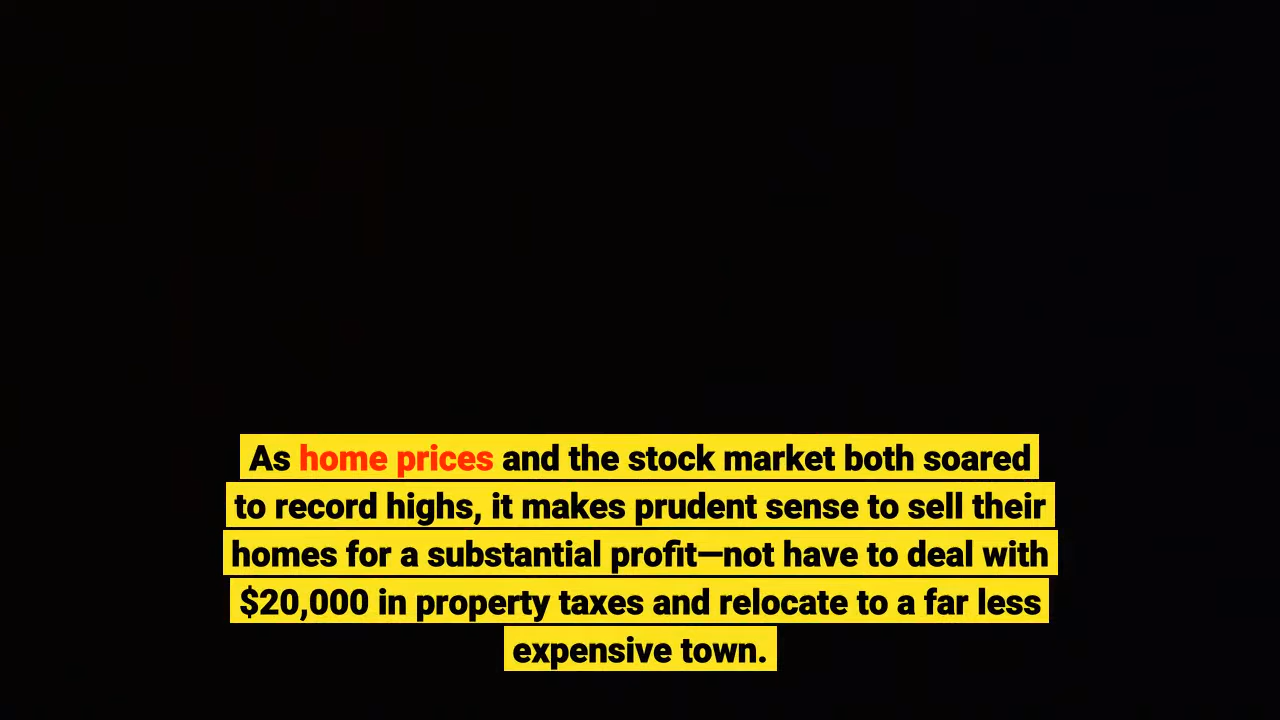 As home prices and the stock market both soared
to record highs, it makes prudent sense to sell their
homes for a substantial profit—not have to deal with
$20,000 in property taxes and relocate to a far less
expensive town.